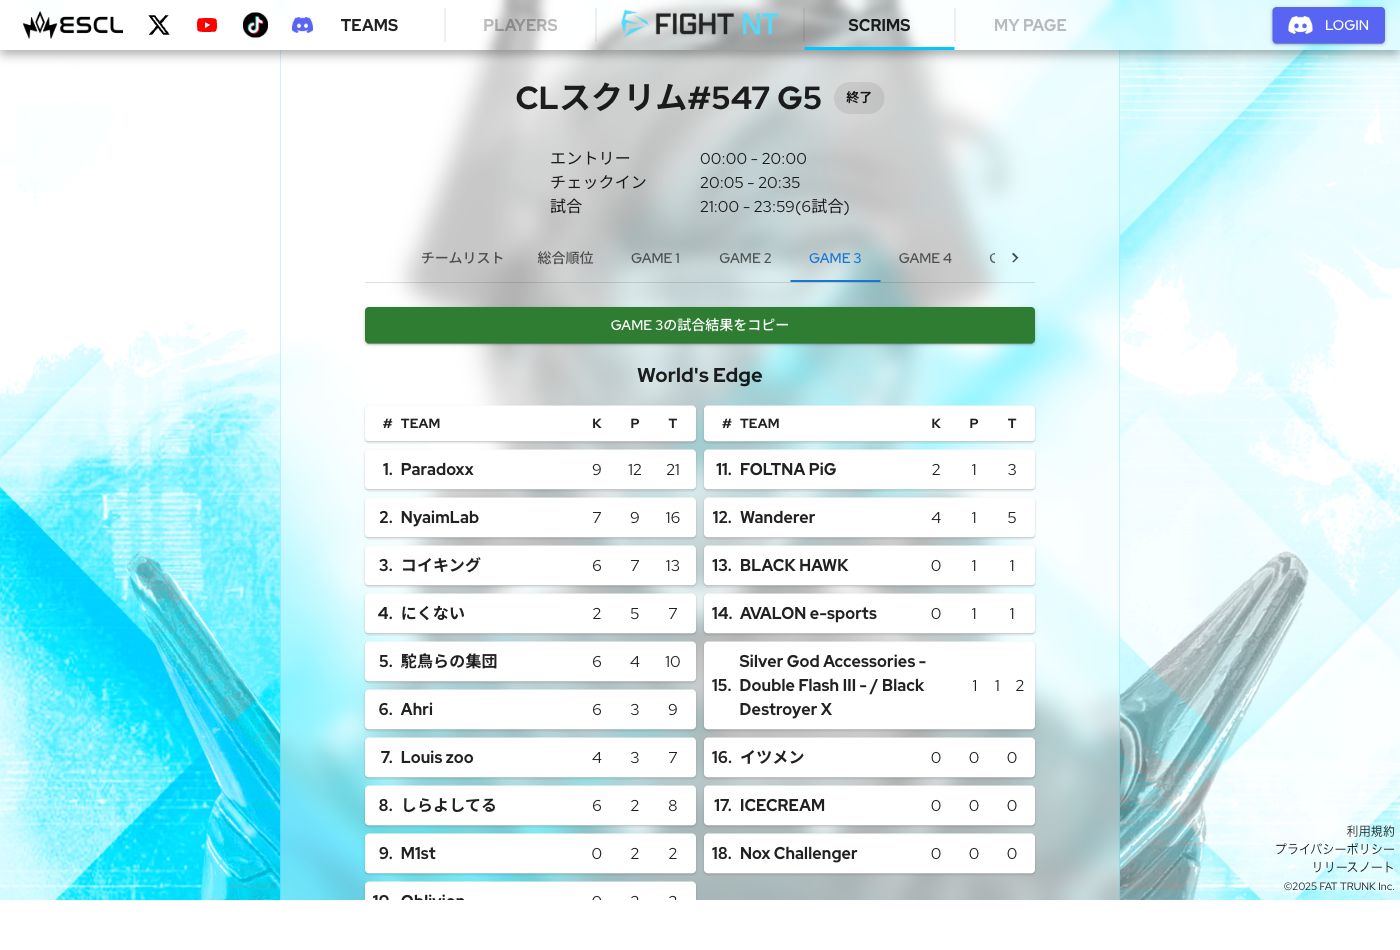 ESCL TEAMS PLAYERS FIGHT NT SCRIMS MY PAGE LOGIN
CLスクリム#547 G5 終了
エントリー 00:00 - 20:00
チェックイン 20:05 - 20:35
試合 21:00 - 23:59(6試合)
チームリスト 総合順位 GAME 1 GAME 2 GAME 3 GAME 4
GAME 3の試合結果をコピー
World's Edge
# TEAM K P T
1. Paradoxx 9 12 21
2. NyaimLab 7 9 16
3. コイキング 6 7 13
4. にくない 2 5 7
5. 駝鳥らの集団 6 4 10
6. Ahri 6 3 9
7. Louis zoo 4 3 7
8. しらよしてる 6 2 8
9. M1st 0 2 2
10. Oblivion 0 2 2
# TEAM K P T
11. FOLTNA PiG 2 1 3
12. Wanderer 4 1 5
13. BLACK HAWK 0 1 1
14. AVALON e-sports 0 1 1
Silver God Accessories -
15. Double Flash III - / Black 1 1 2
Destroyer X
16. イツメン 0 0 0
17. ICECREAM 0 0 0
18. Nox Challenger 0 0 0
利用規約
プライバシーポリシー
リリースノート
©2025 FAT TRUNK Inc.